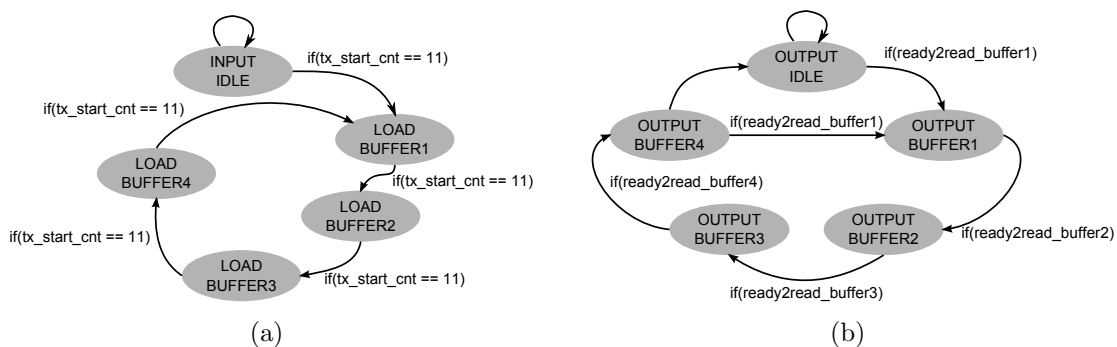 INPUT
IDLE
if(tx_start_cnt == 11)
if(tx_start_cnt == 11)
LOAD
BUFFER1
LOAD
BUFFER4
if(tx_start_cnt == 11)
LOAD
BUFFER2
if(tx_start_cnt == 11)
LOAD
BUFFER3
if(tx_start_cnt == 11)
(a)
OUTPUT
IDLE
if(ready2read_buffer1)
OUTPUT
BUFFER4
if(ready2read_buffer1)
OUTPUT
BUFFER1
if(ready2read_buffer4)
OUTPUT
BUFFER3
OUTPUT
BUFFER2
if(ready2read_buffer2)
if(ready2read_buffer3)
(b)